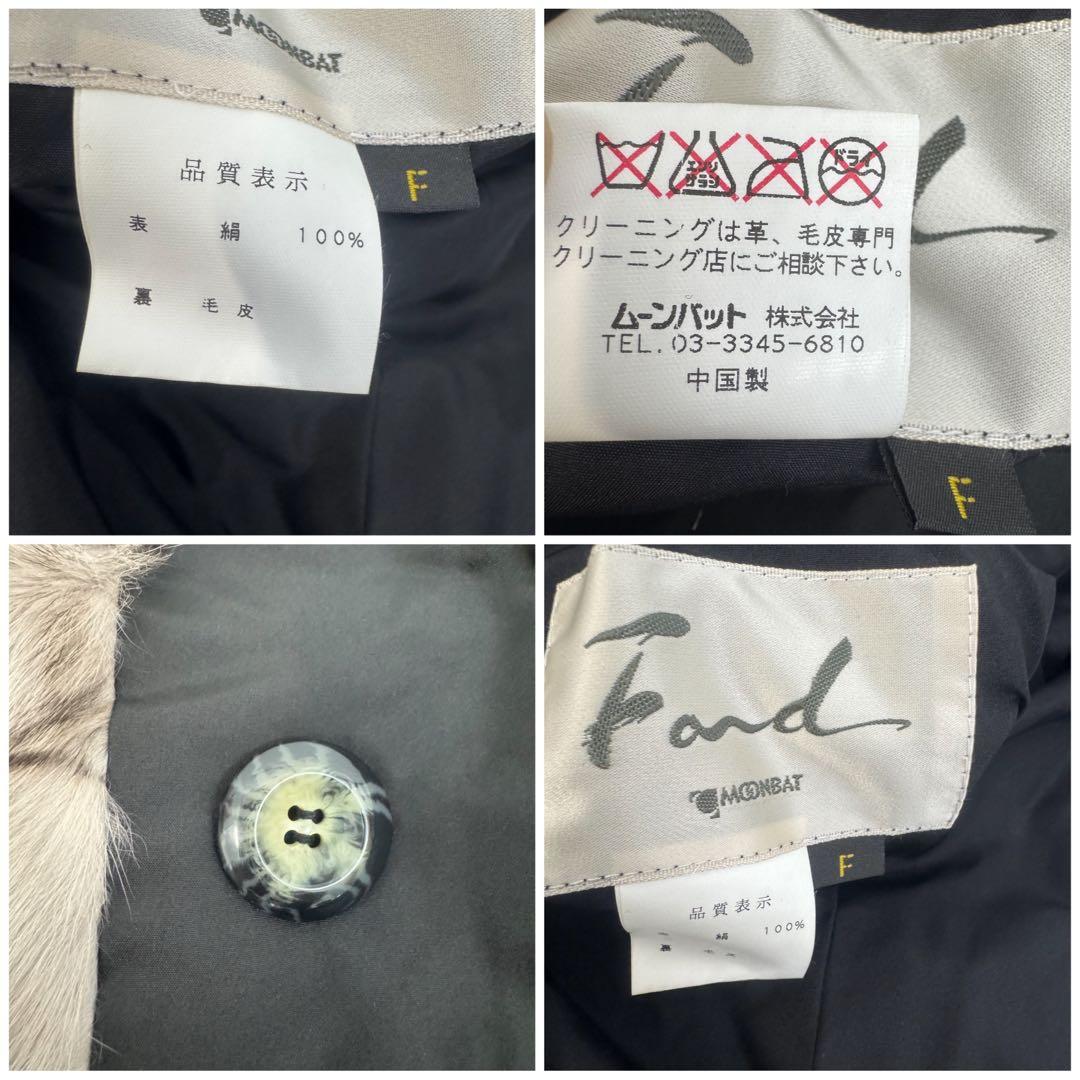 MOONBAT
品質表示
表 絹 100%
裏 毛皮
F
エンソ
サラシ
ドライ
クリーニングは革、毛皮専門
クリーニング店にご相談下さい。
ムーンバット 株式会社
TEL. 03-3345-6810
中国製
F
Fand
MOONBAT
F
品質表示
絹 100%